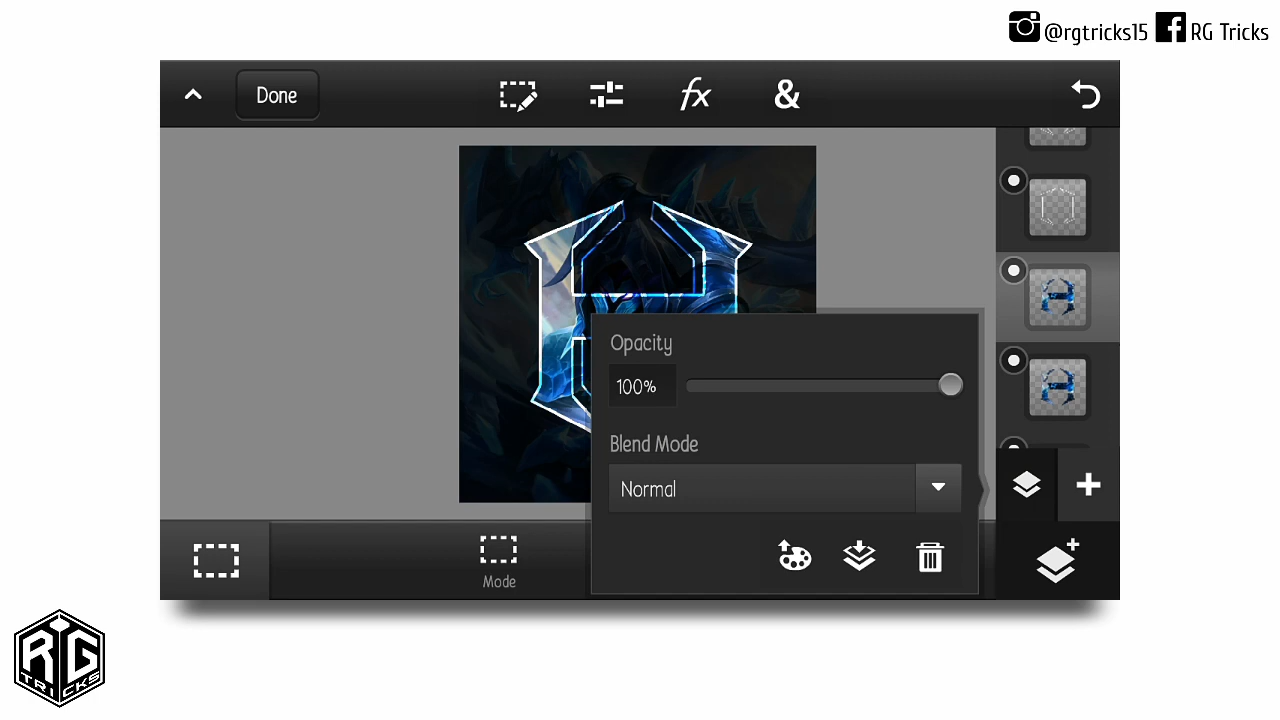 @rgtricks15 RG Tricks
Done
fx
&
Opacity
100%
Blend Mode
Normal
Mode
RG
TRICKS